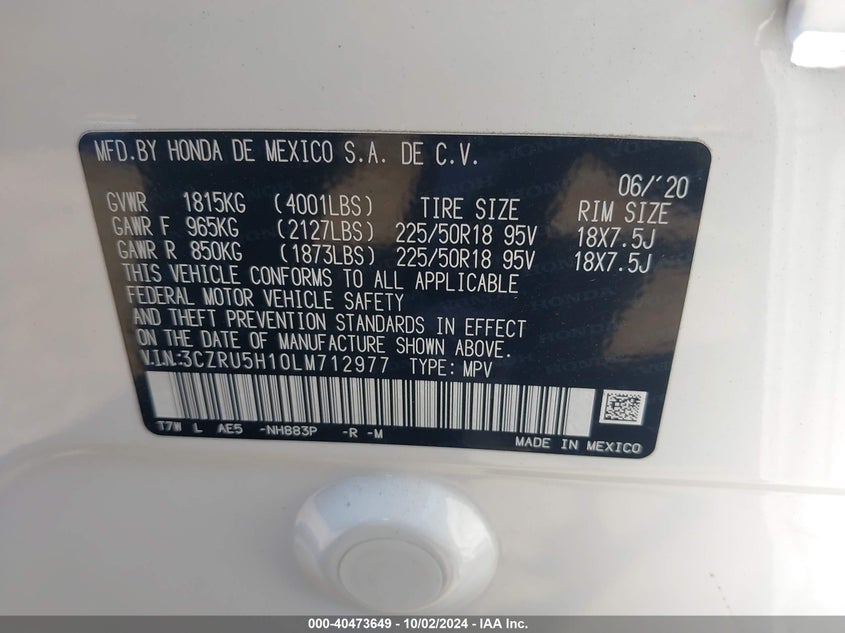 MFD.BY HONDA DE MEXICO S.A. DE C.V.
06/'20
GVWR 1815KG (4001LBS) TIRE SIZE RIM SIZE
GAWR F 965KG (2127LBS) 225/50R18 95V 18X7.5J
GAWR R 850KG (1873LBS) 225/50R18 95V 18X7.5J
THIS VEHICLE CONFORMS TO ALL APPLICABLE
FEDERAL MOTOR VEHICLE SAFETY
AND THEFT PREVENTION STANDARDS IN EFFECT
ON THE DATE OF MANUFACTURE SHOWN ABOVE.
V.I.N:3CZRU5H10LM712977 TYPE: MPV
T7W L AE5 -NH883P -R -M
MADE IN MEXICO
000-40473649 - 10/02/2024 - IAA Inc.